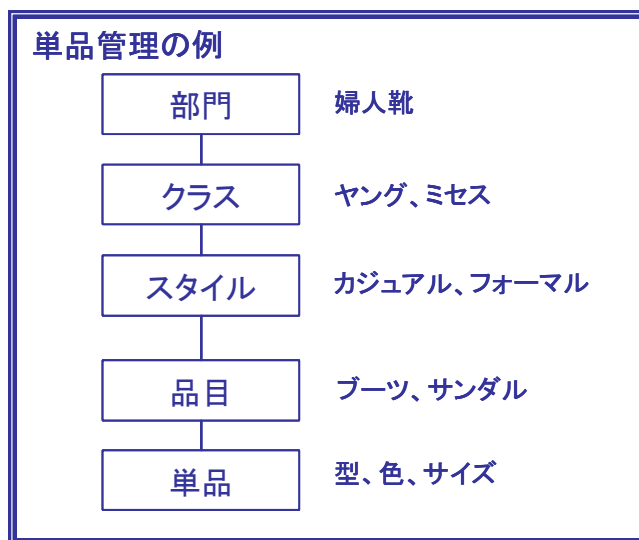 単品管理の例
部門 婦人靴
クラス ヤング、ミセス
スタイル カジュアル、フォーマル
品目 ブーツ、サンダル
単品 型、色、サイズ